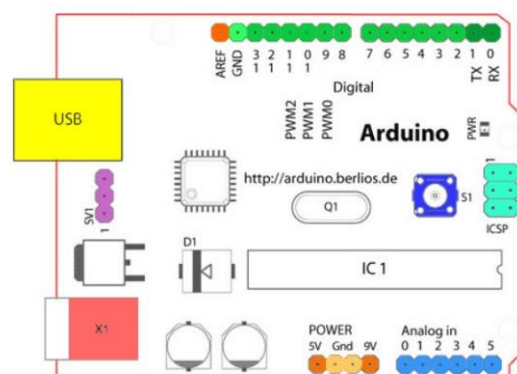 AREF
GND
13
12
11
10
9
8
7
6
5
4
3
2
1
0
TX
RX
Digital
USB
PWM2
PWM1
PWM0
Arduino
PWR
http://arduino.berlios.de
1
SV1
1
Q1
S1
ICSP
D1
IC 1
X1
POWER
5V Gnd 9V
Analog in
0 1 2 3 4 5